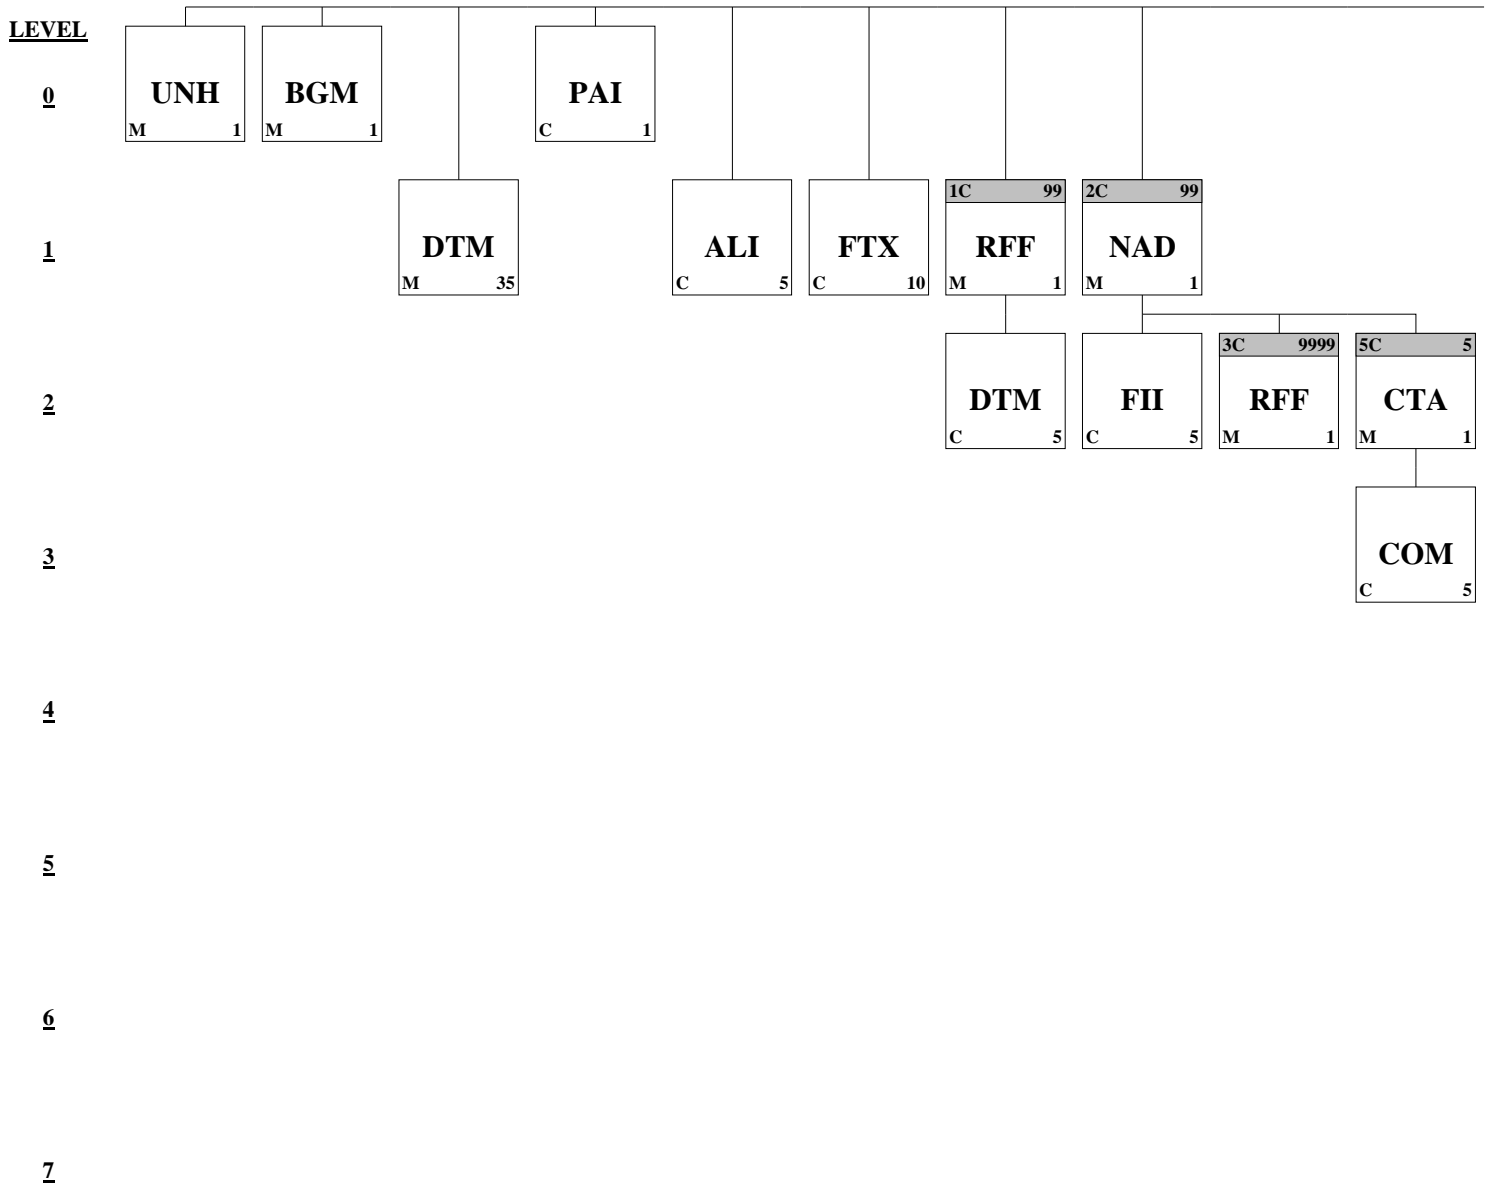 LEVEL
0 UNH BGM PAI
M 1 M 1 C 1
1C 99 2C 99
1 DTM ALI FTX RFF NAD
M 35 C 5 C 10 M 1 M 1
3C 9999 5C 5
2 DTM FII RFF CTA
C 5 C 5 M 1 M 1
3 COM
C 5
4
5
6
7